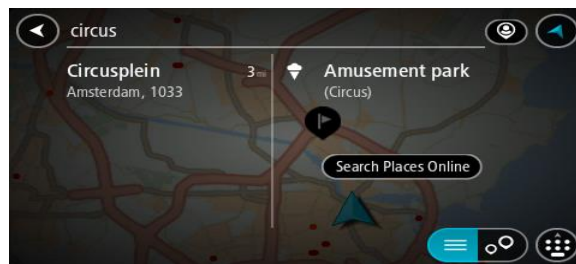 circus
Circusplein 3 mi
Amsterdam, 1033
Amusement park
(Circus)
Search Places Online